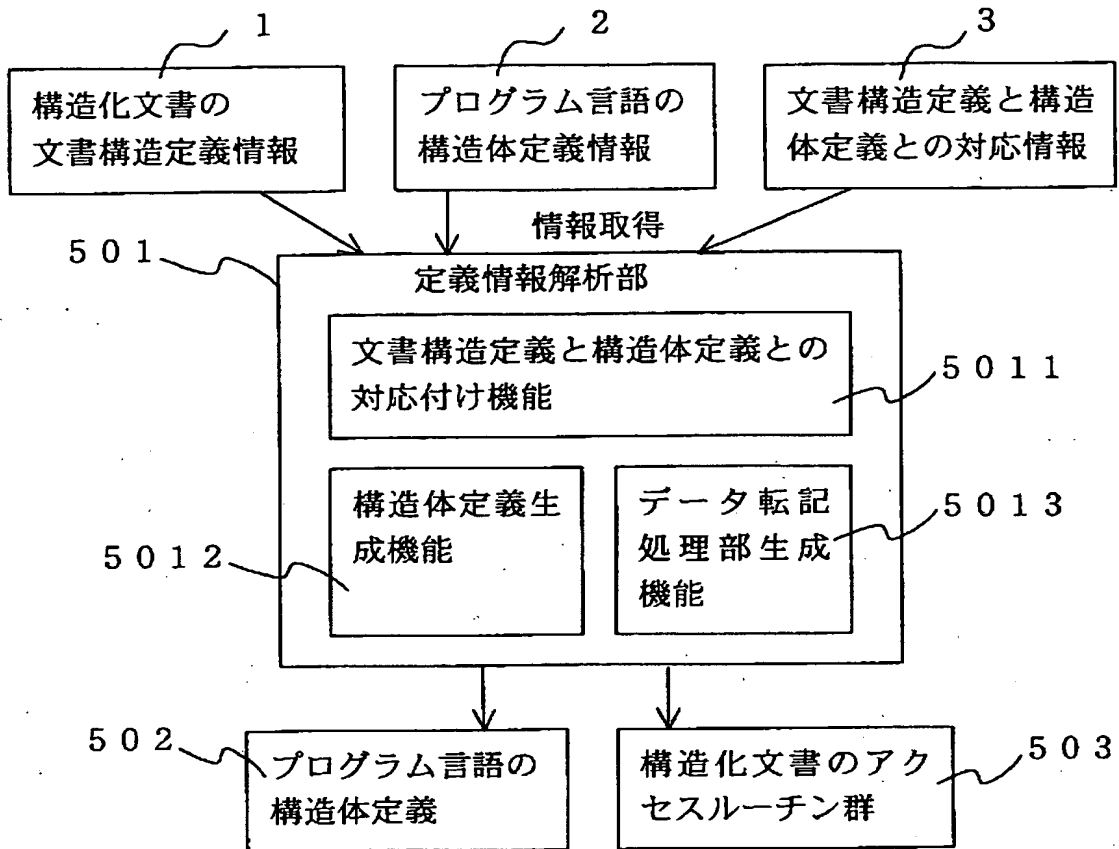 １
２
３
構造化文書の
文書構造定義情報
プログラム言語の
構造体定義情報
文書構造定義と構造
体定義との対応情報
情報取得
５０１
定義情報解析部
文書構造定義と構造体定義との
対応付け機能
５０１１
構造体定義生
成機能
５０１２
データ転記
処理部生成
機能
５０１３
５０２
プログラム言語の
構造体定義
構造化文書のアク
セスルーチン群
５０３